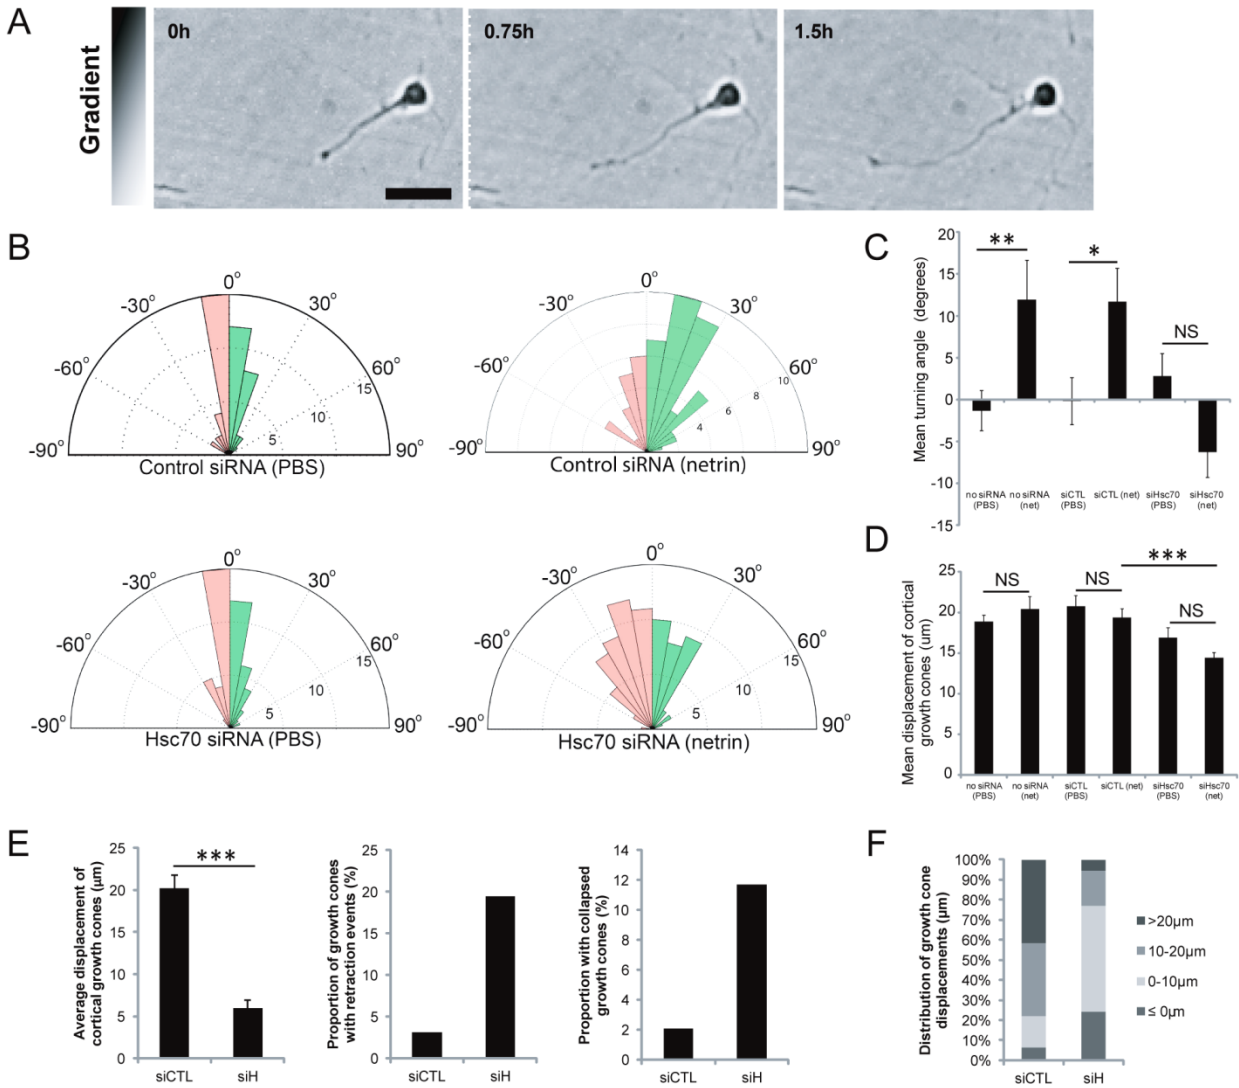 A
Gradient
0h
0.75h
1.5h
B
0°
-30°
30°
-60°
60°
15
10
5
-90°
90°
Control siRNA (PBS)
0°
-30°
30°
-60°
60°
10
8
6
4
-90°
90°
Control siRNA (netrin)
0°
-30°
30°
-60°
60°
15
10
5
-90°
90°
Hsc70 siRNA (PBS)
0°
-30°
30°
-60°
60°
15
10
5
-90°
90°
Hsc70 siRNA (netrin)
C
Mean turning angle (degrees)
20
15
10
5
0
-5
-10
-15
**
*
NS
no siRNA
(PBS)
no siRNA
(net)
siCTL
(PBS)
siCTL (net)
siHsc70
(PBS)
siHsc70
(net)
D
Mean displacement of cortical
growth cones (um)
25
20
15
10
15
0
NS
NS
***
NS
no siRNA
(PBS)
no siRNA
(net)
siCTL
(PBS)
siCTL (net)
siHsc70
(PBS)
siHsc70
(net)
E
Average displacement of
cortical growth cones (µm)
25
20
15
10
5
0
***
siCTL
siH
Proportion of growth cones
with retraction events (%)
25
20
15
10
5
0
siCTL
siH
Proportion with collapsed
growth cones (%)
14
12
10
8
6
4
2
0
siCTL
siH
F
Distribution of growth cone
displacements (µm)
100%
90%
80%
70%
60%
50%
40%
30%
20%
10%
0%
siCTL
siH
>20µm
10-20µm
0-10µm
≤ 0µm